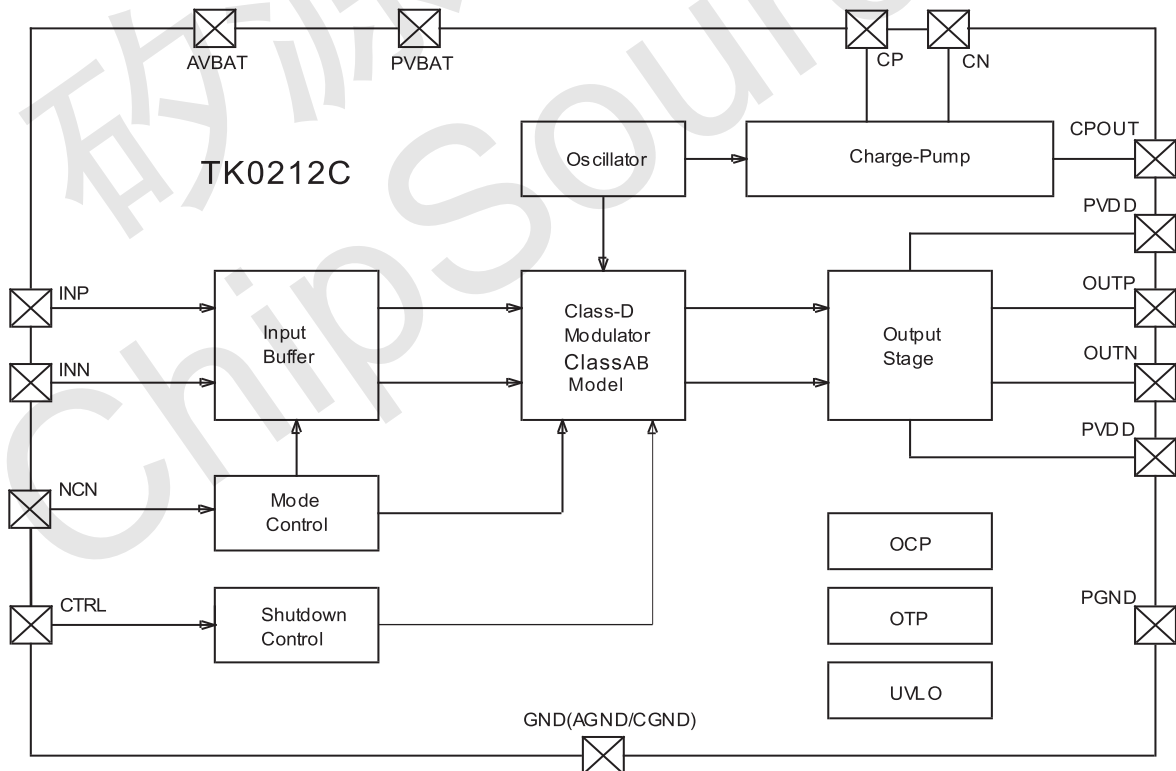 AVBAT
PVBAT
CP
CN
TK0212C
Oscillator
Charge-Pump
CPOUT
PVDD
INP
INN
Input
Buffer
Class-D
Modulator
ClassAB
Model
Output
Stage
OUTP
OUTN
PVDD
NCN
Mode
Control
CTRL
Shutdown
Control
OCP
OTP
UVLO
PGND
GND(AGND/CGND)
矽源
ChipSour